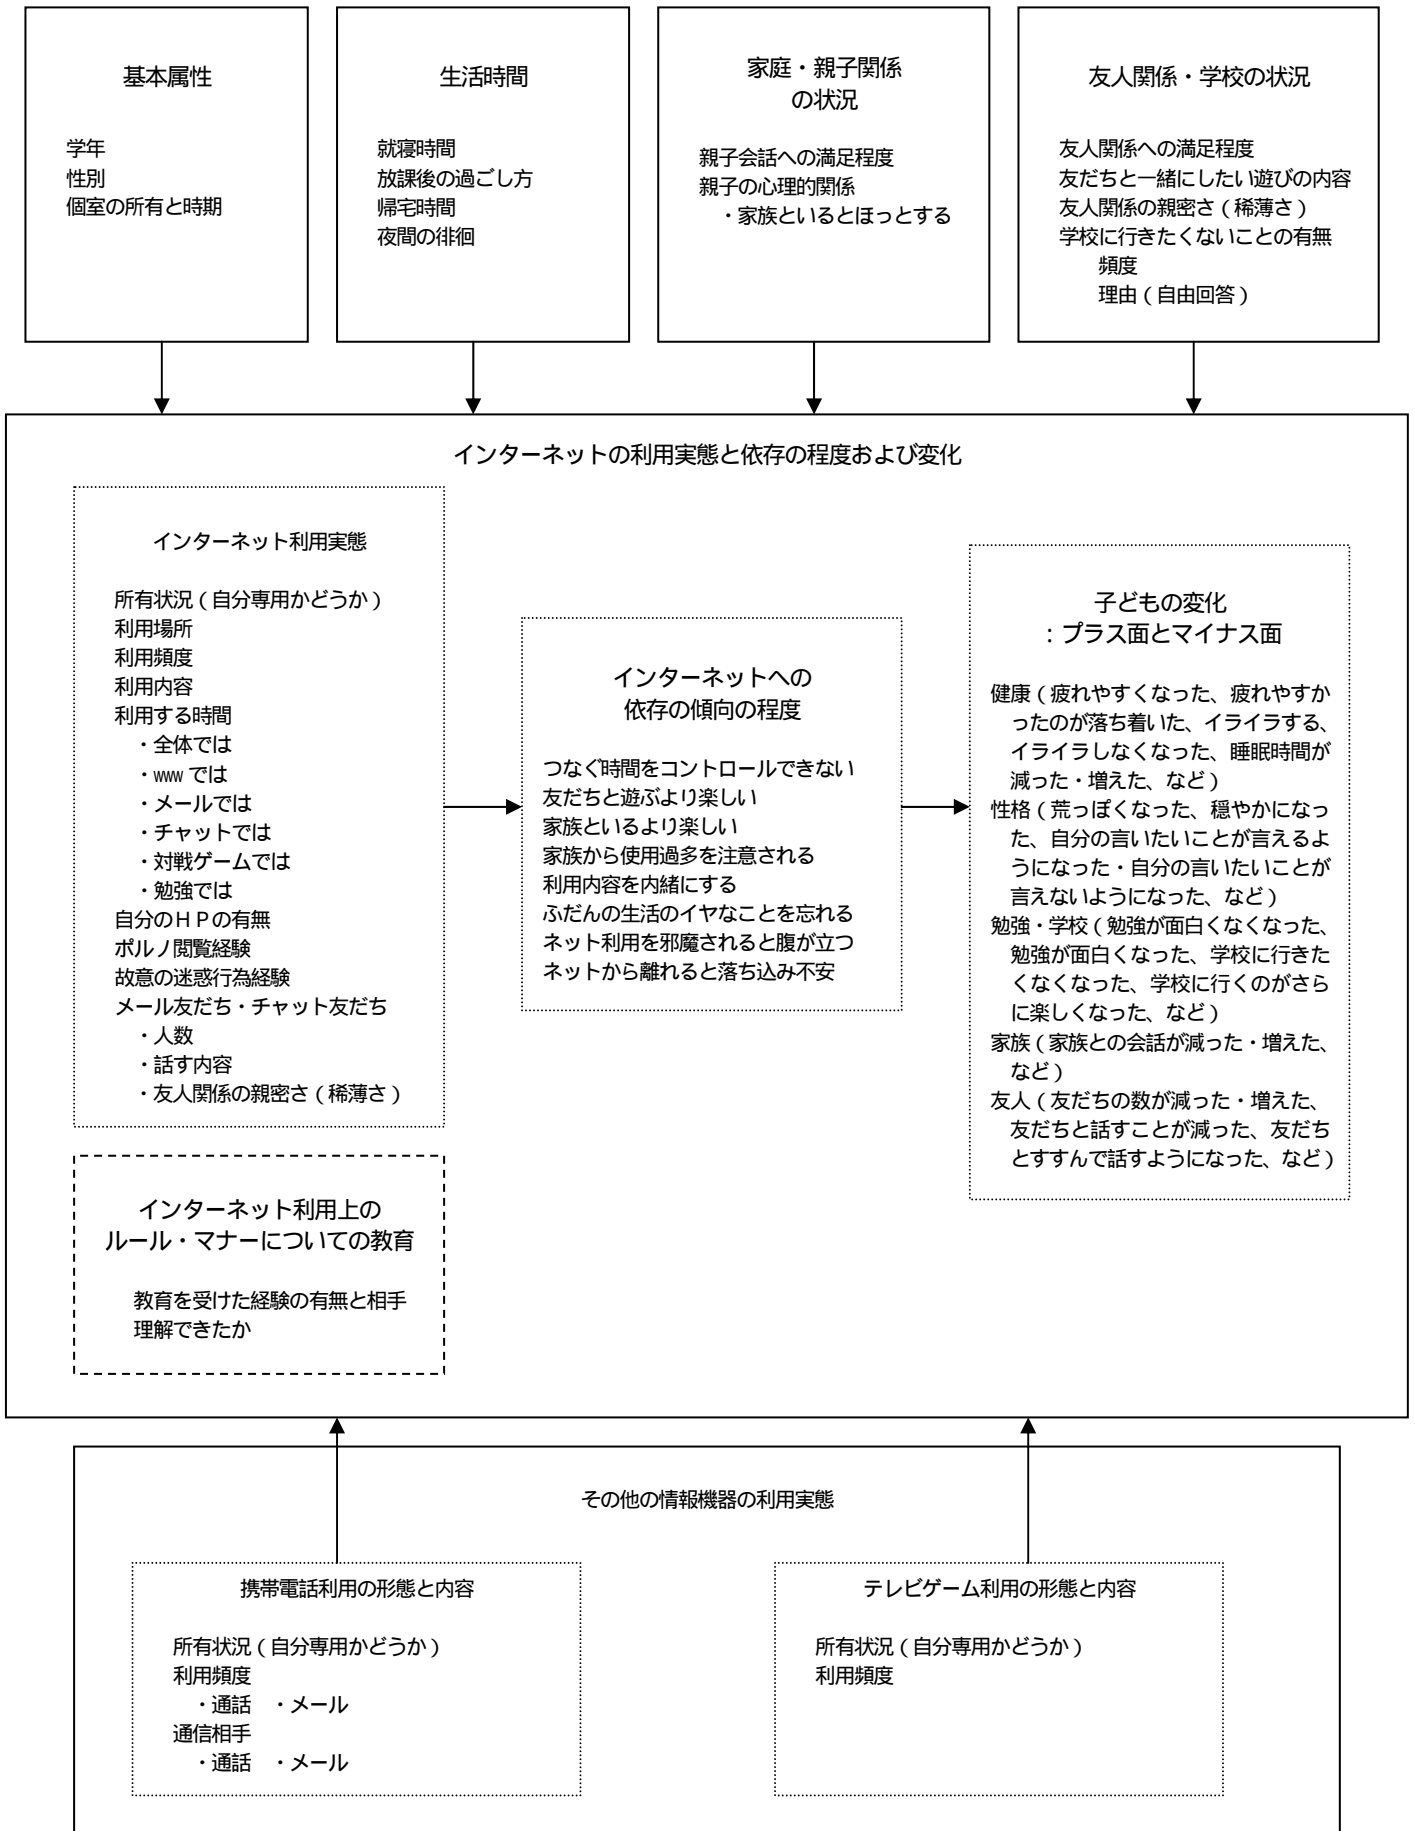 基本属性
学年
性別
個室の所有と時期
生活時間
就寝時間
放課後の過ごし方
帰宅時間
夜間の徘徊
家庭・親子関係
の状況
親子会話への満足程度
親子の心理的関係
・家族といるとほっとする
友人関係・学校の状況
友人関係への満足程度
友だちと一緒にしたい遊びの内容
友人関係の親密さ（稀薄さ）
学校に行きたくないことの有無
頻度
理由（自由回答）
インターネットの利用実態と依存の程度および変化
インターネット利用実態
所有状況（自分専用かどうか）
利用場所
利用頻度
利用内容
利用する時間
・全体では
・www では
・メールでは
・チャットでは
・対戦ゲームでは
・勉強では
自分のＨＰの有無
ポルノ閲覧経験
故意の迷惑行為経験
メール友だち・チャット友だち
・人数
・話す内容
・友人関係の親密さ（稀薄さ）
インターネット利用上の
ルール・マナーについての教育
教育を受けた経験の有無と相手
理解できたか
インターネットへの
依存の傾向の程度
つなぐ時間をコントロールできない
友だちと遊ぶより楽しい
家族といるより楽しい
家族から使用過多を注意される
利用内容を内緒にする
ふだんの生活のイヤなことを忘れる
ネット利用を邪魔されると腹が立つ
ネットから離れると落ち込み不安
子どもの変化
：プラス面とマイナス面
健康（疲れやすくなった、疲れやすか
ったのが落ち着いた、イライラする、
イライラしなくなった、睡眠時間が
減った・増えた、など）
性格（荒っぽくなった、穏やかになっ
た、自分の言いたいことが言えるよ
うになった・自分の言いたいことが
言えないようになった、など）
勉強・学校（勉強が面白くなくなった、
勉強が面白くなった、学校に行きた
くなくなった、学校に行くのがさら
に楽しくなった、など）
家族（家族との会話が減った・増えた、
など）
友人（友だちの数が減った・増えた、
友だちと話すことが減った、友だち
とすすんで話すようになった、など）
その他の情報機器の利用実態
携帯電話利用の形態と内容
所有状況（自分専用かどうか）
利用頻度
・通話　・メール
通信相手
・通話　・メール
テレビゲーム利用の形態と内容
所有状況（自分専用かどうか）
利用頻度